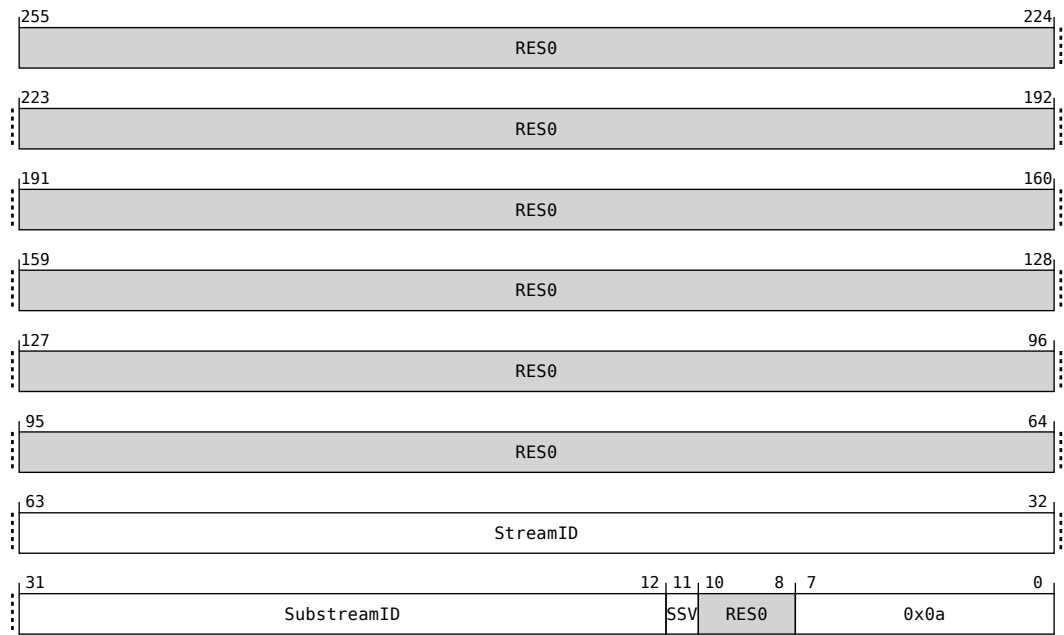 255 224
RES0
223 192
RES0
191 160
RES0
159 128
RES0
127 96
RES0
95 64
RES0
63 32
StreamID
31 12 11 10 8 7 0
SubstreamID SSV RES0 0x0a